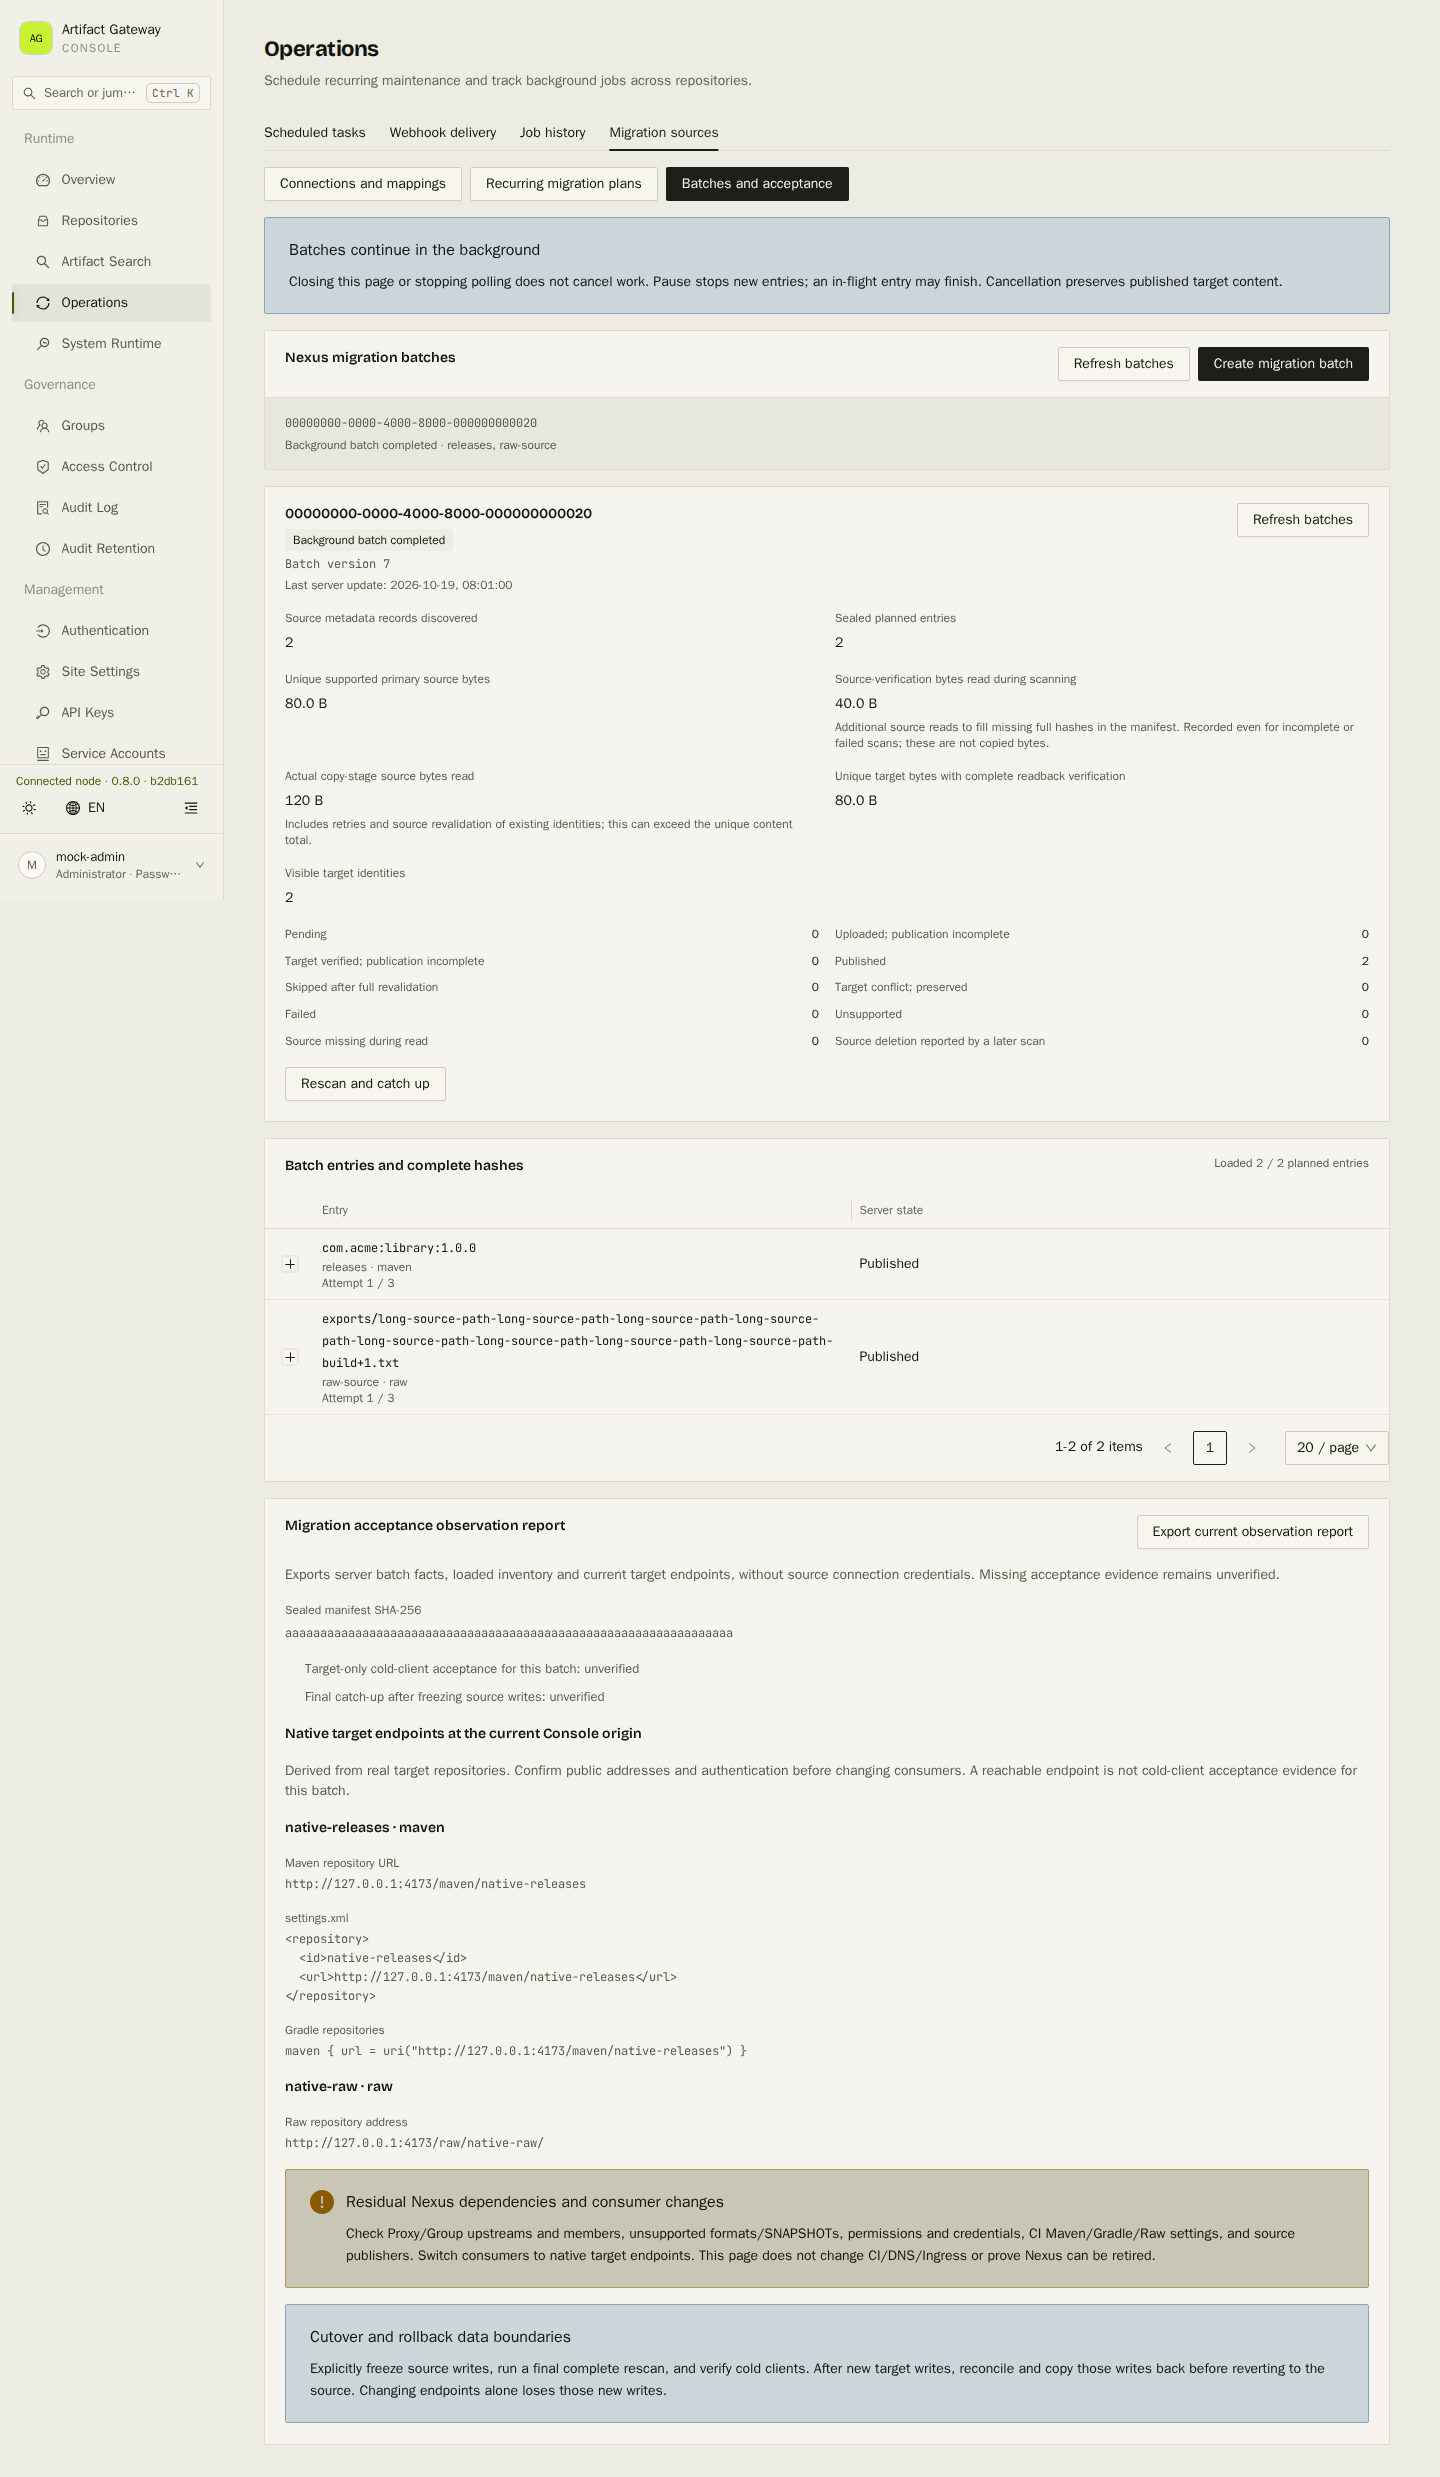 AG
Artifact Gateway
CONSOLE
Search or jum···
Ctrl K
Runtime
Overview
Repositories
Artifact Search
Operations
System Runtime
Governance
Groups
Access Control
Audit Log
Audit Retention
Management
Authentication
Site Settings
API Keys
Service Accounts
Connected node · 0.8.0 · b2db161
EN
M
mock-admin
Administrator · Passw···
Operations
Schedule recurring maintenance and track background jobs across repositories.
Scheduled tasks
Webhook delivery
Job history
Migration sources
Connections and mappings
Recurring migration plans
Batches and acceptance
Batches continue in the background
Closing this page or stopping polling does not cancel work. Pause stops new entries; an in-flight entry may finish. Cancellation preserves published target content.
Nexus migration batches
Refresh batches
Create migration batch
00000000-0000-4000-8000-000000000020
Background batch completed · releases, raw-source
00000000-0000-4000-8000-000000000020
Refresh batches
Background batch completed
Batch version 7
Last server update: 2026-10-19, 08:01:00
Source metadata records discovered
2
Sealed planned entries
2
Unique supported primary source bytes
80.0 B
Source-verification bytes read during scanning
40.0 B
Additional source reads to fill missing full hashes in the manifest. Recorded even for incomplete or
failed scans; these are not copied bytes.
Actual copy-stage source bytes read
120 B
Includes retries and source revalidation of existing identities; this can exceed the unique content
total.
Unique target bytes with complete readback verification
80.0 B
Visible target identities
2
Pending 0
Uploaded; publication incomplete 0
Target verified; publication incomplete 0
Published 2
Skipped after full revalidation 0
Target conflict; preserved 0
Failed 0
Unsupported 0
Source missing during read 0
Source deletion reported by a later scan 0
Rescan and catch up
Batch entries and complete hashes
Loaded 2 / 2 planned entries
Entry
Server state
com.acme:library:1.0.0
releases · maven
Attempt 1 / 3
Published
exports/long-source-path-long-source-path-long-source-path-long-source-
path-long-source-path-long-source-path-long-source-path-long-source-path-
build+1.txt
raw-source · raw
Attempt 1 / 3
Published
1-2 of 2 items
1
20 / page
Migration acceptance observation report
Export current observation report
Exports server batch facts, loaded inventory and current target endpoints, without source connection credentials. Missing acceptance evidence remains unverified.
Sealed manifest SHA-256
aaaaaaaaaaaaaaaaaaaaaaaaaaaaaaaaaaaaaaaaaaaaaaaaaaaaaaaaaaaaaaaa
Target-only cold-client acceptance for this batch: unverified
Final catch-up after freezing source writes: unverified
Native target endpoints at the current Console origin
Derived from real target repositories. Confirm public addresses and authentication before changing consumers. A reachable endpoint is not cold-client acceptance evidence for
this batch.
native-releases · maven
Maven repository URL
http://127.0.0.1:4173/maven/native-releases
settings.xml
<repository>
<id>native-releases</id>
<url>http://127.0.0.1:4173/maven/native-releases</url>
</repository>
Gradle repositories
maven { url = uri("http://127.0.0.1:4173/maven/native-releases") }
native-raw · raw
Raw repository address
http://127.0.0.1:4173/raw/native-raw/
Residual Nexus dependencies and consumer changes
Check Proxy/Group upstreams and members, unsupported formats/SNAPSHOTs, permissions and credentials, CI Maven/Gradle/Raw settings, and source
publishers. Switch consumers to native target endpoints. This page does not change CI/DNS/Ingress or prove Nexus can be retired.
Cutover and rollback data boundaries
Explicitly freeze source writes, run a final complete rescan, and verify cold clients. After new target writes, reconcile and copy those writes back before reverting to the
source. Changing endpoints alone loses those new writes.